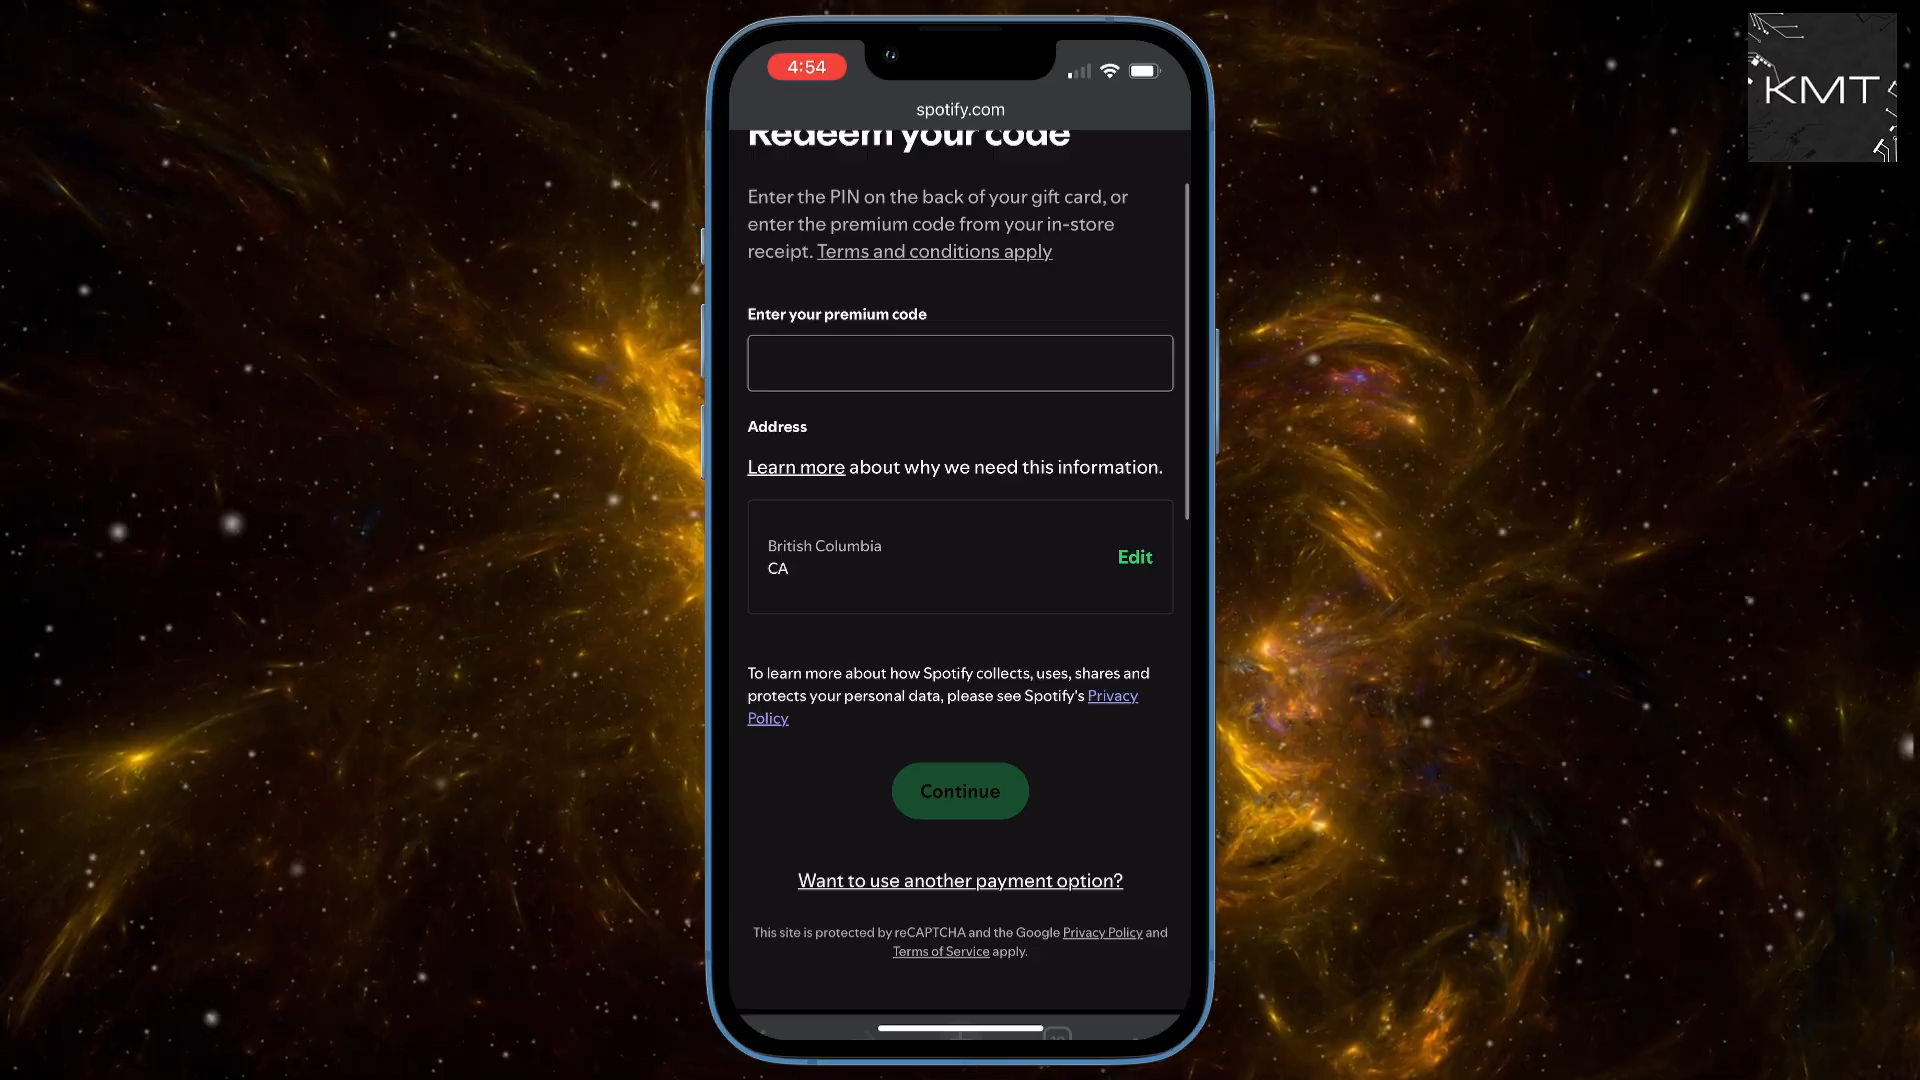 4:54
KMT
spotify.com
Redeem your code
Enter the PIN on the back of your gift card, or
enter the premium code from your in-store
receipt. Terms and conditions apply
Enter your premium code
Address
Learn more about why we need this information.
British Columbia
CA
Edit
To learn more about how Spotify collects, uses, shares and
protects your personal data, please see Spotify's Privacy
Policy
Continue
Want to use another payment option?
This site is protected by reCAPTCHA and the Google Privacy Policy and
Terms of Service apply.